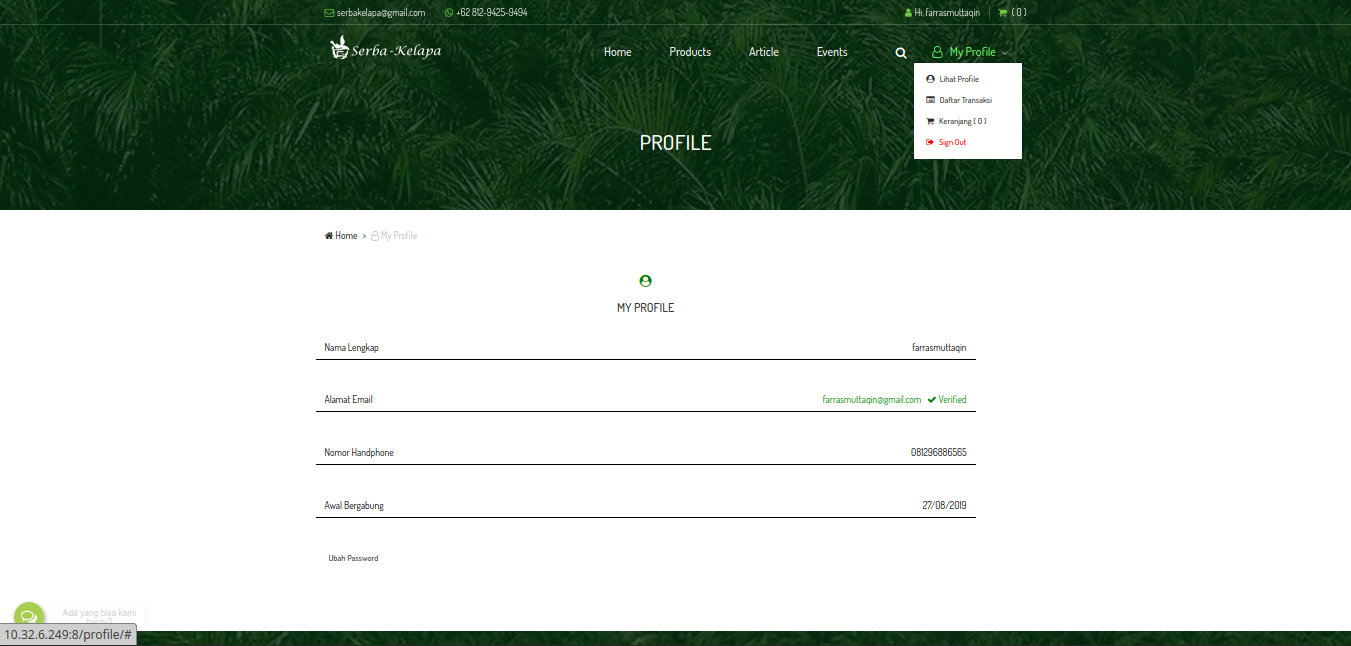 serbakelapa@gmail.com +62 812-9425-9494 Hi, farrasmuttaqin ( 0 )
Serba-Kelapa Home Products Article Events My Profile
Lihat Profile
Daftar Transaksi
Keranjang ( 0 )
Sign Out
PROFILE
Home > My Profile
MY PROFILE
Nama Lengkap farrasmuttaqin
Alamat Email farrasmuttaqin@gmail.com Verified
Nomor Handphone 081296886565
Awal Bergabung 27/08/2019
Ubah Password
Ada yang bisa kami
bantu?
10.32.6.249:8/profile/#